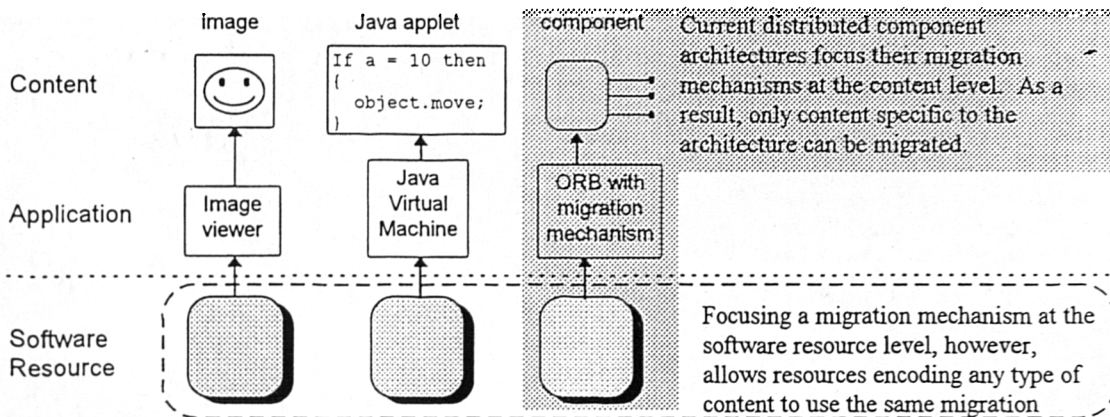 image
Java applet
component
Content
If a = 10 then
{
object.move;
}
Current distributed component
architectures focus their migration
mechanisms at the content level. As a
result, only content specific to the
architecture can be migrated.
Application
Image
viewer
Java
Virtual
Machine
ORB with
migration
mechanism
Software
Resource
Focusing a migration mechanism at the
software resource level, however,
allows resources encoding any type of
content to use the same migration